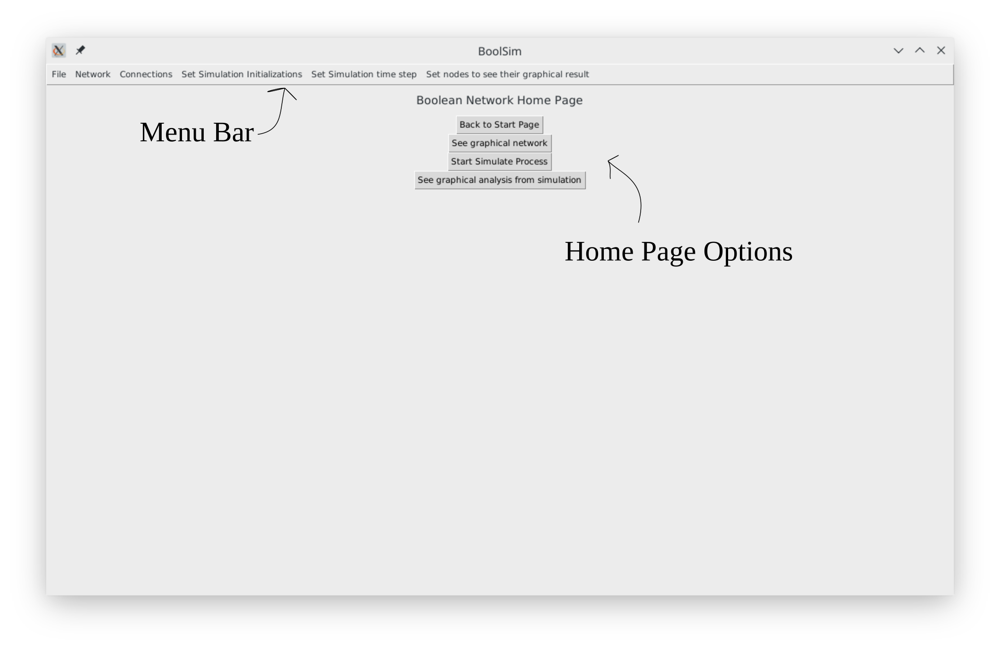 BoolSim
File Network Connections Set Simulation Initializations Set Simulation time step Set nodes to see their graphical result
Boolean Network Home Page
Back to Start Page
Menu Bar
See graphical network
Start Simulate Process
See graphical analysis from simulation
Home Page Options